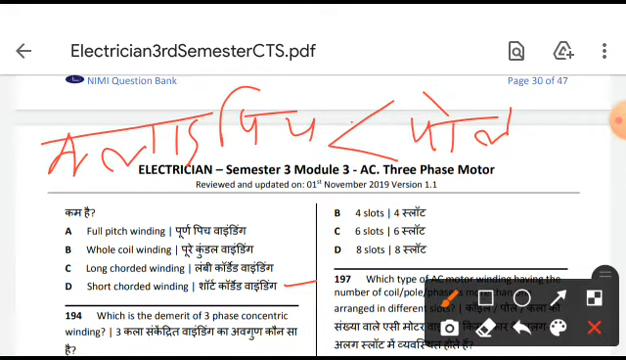 Electrician3rdSemesterCTS.pdf
NIMI Question Bank
Page 30 of 47
< पोल
ELECTRICIAN – Semester 3 Module 3 - AC. Three Phase Motor
Reviewed and updated on: 01st November 2019 Version 1.1
कम है?
A Full pitch winding | पूर्ण पिच वाइंडिंग
B Whole coil winding | पूरे कुंडल वाइंडिंग
C Long chorded winding | लंबी कॉर्डेड वाइंडिंग
D Short chorded winding | शॉर्ट कॉर्डेड वाइंडिंग
194 Which is the demerit of 3 phase concentric
winding? | 3 कला संकेंद्रित वाइंडिंग का अवगुण कौन सा
है?
B 4 slots | 4 स्लॉट
C 6 slots | 6 स्लॉट
D 8 slots | 8 स्लॉट
197 Which type of AC motor winding having the
number of coil/pole/phase is more than
arranged in different slots? | कॉइल / पोल / कला की
संख्या वाले एसी मोटर
अलग स्लॉट में व्यवस्थित होते हैं?